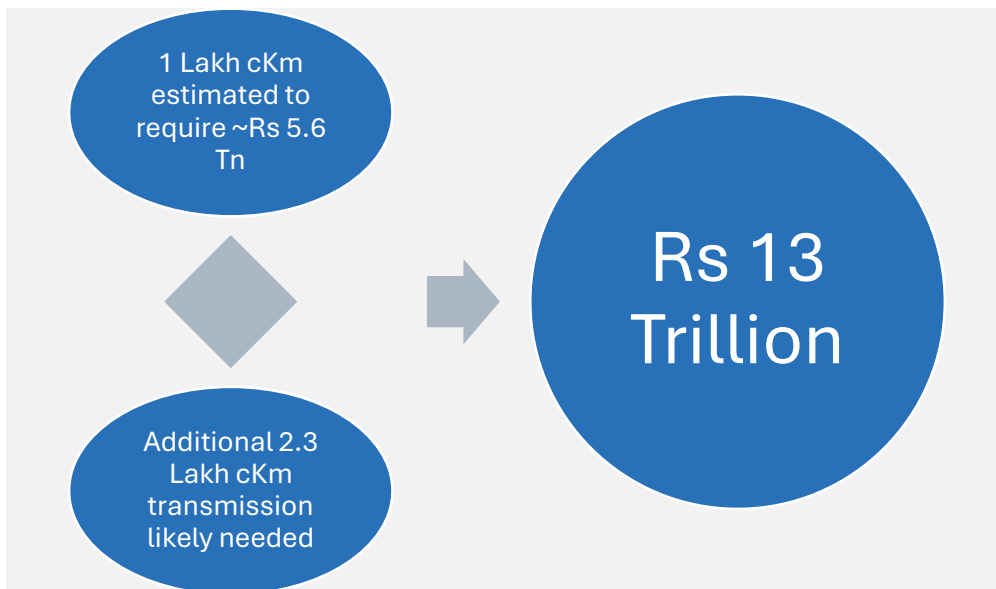 1 Lakh cKm
estimated to
require ~Rs 5.6
Tn
Additional 2.3
Lakh cKm
transmission
likely needed
Rs 13
Trillion